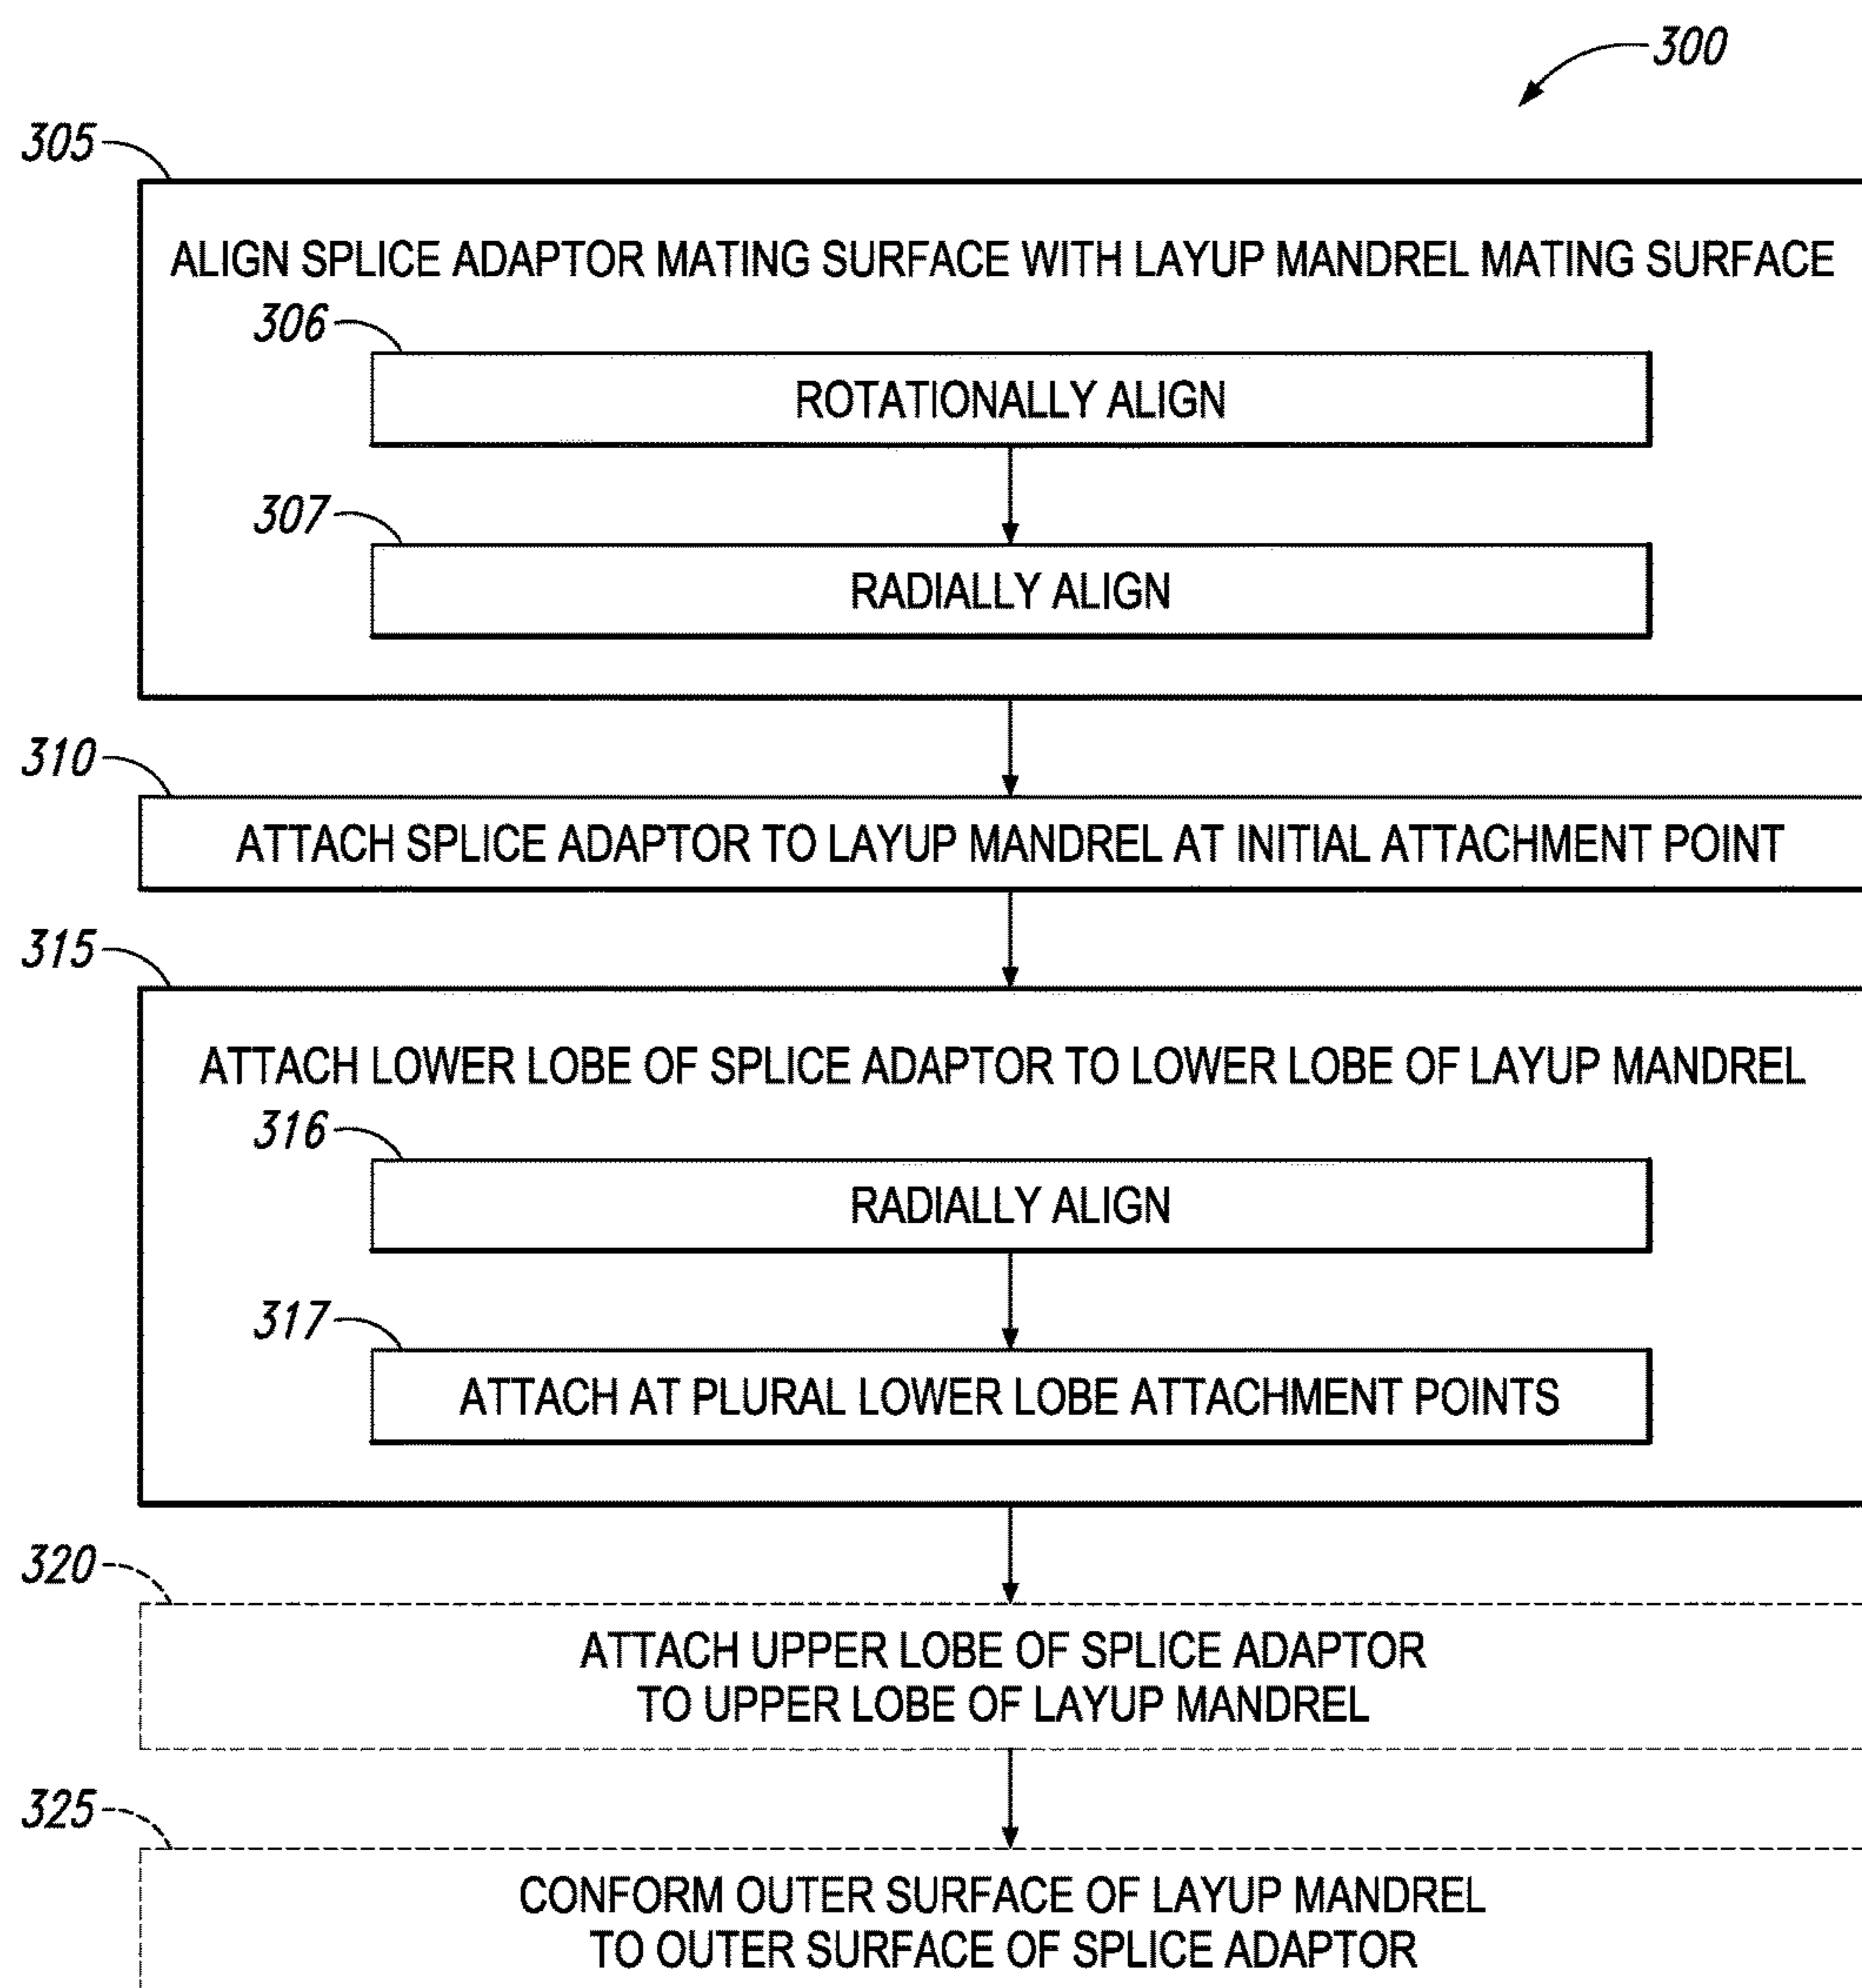 300
305
ALIGN SPLICE ADAPTOR MATING SURFACE WITH LAYUP MANDREL MATING SURFACE
306
ROTATIONALLY ALIGN
307
RADIALLY ALIGN
310
ATTACH SPLICE ADAPTOR TO LAYUP MANDREL AT INITIAL ATTACHMENT POINT
315
ATTACH LOWER LOBE OF SPLICE ADAPTOR TO LOWER LOBE OF LAYUP MANDREL
316
RADIALLY ALIGN
317
ATTACH AT PLURAL LOWER LOBE ATTACHMENT POINTS
320
ATTACH UPPER LOBE OF SPLICE ADAPTOR
TO UPPER LOBE OF LAYUP MANDREL
325
CONFORM OUTER SURFACE OF LAYUP MANDREL
TO OUTER SURFACE OF SPLICE ADAPTOR